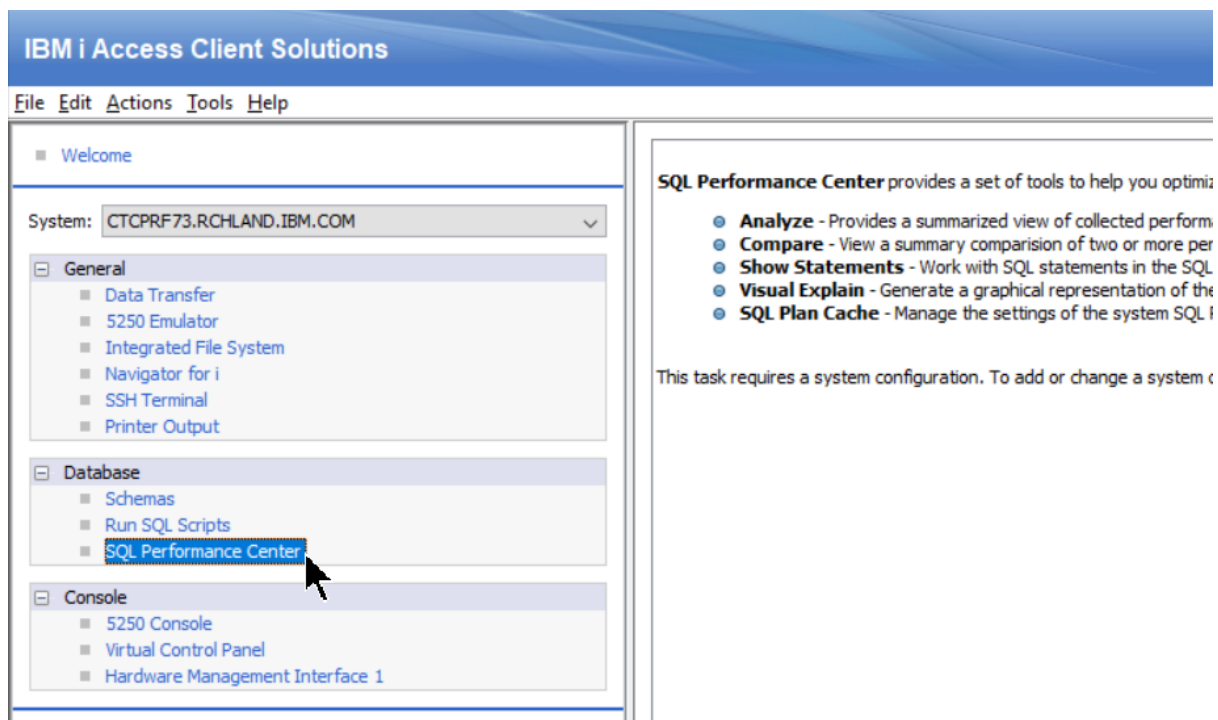 IBM i Access Client Solutions
File Edit Actions Tools Help
Welcome
System: CTCPRF73.RCHLAND.IBM.COM
General
Data Transfer
5250 Emulator
Integrated File System
Navigator for i
SSH Terminal
Printer Output
Database
Schemas
Run SQL Scripts
SQL Performance Center
Console
5250 Console
Virtual Control Panel
Hardware Management Interface 1
SQL Performance Center provides a set of tools to help you
Analyze - Provides a summarized view of collected
Compare - View a summary comparision of two or more
Show Statements - Work with SQL statements in the SQL
Visual Explain - Generate a graphical representation of the
SQL Plan Cache - Manage the settings of the system SQL
This task requires a system configuration. To add or change a system